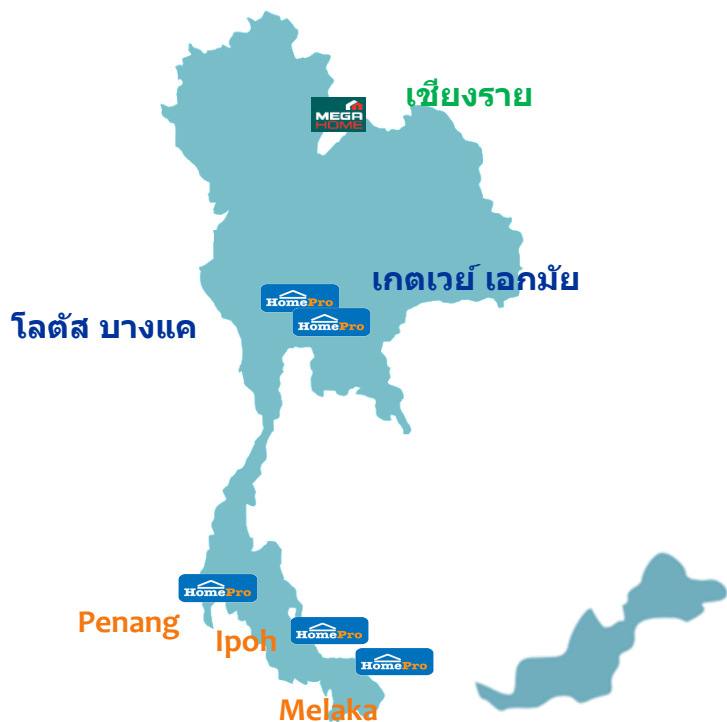 เชียงราย
MEGA
HOME
เกตเวย์ เอกมัย
HomePro
HomePro
โลตัส บางแค
HomePro
Penang
HomePro
Ipoh
HomePro
Melaka